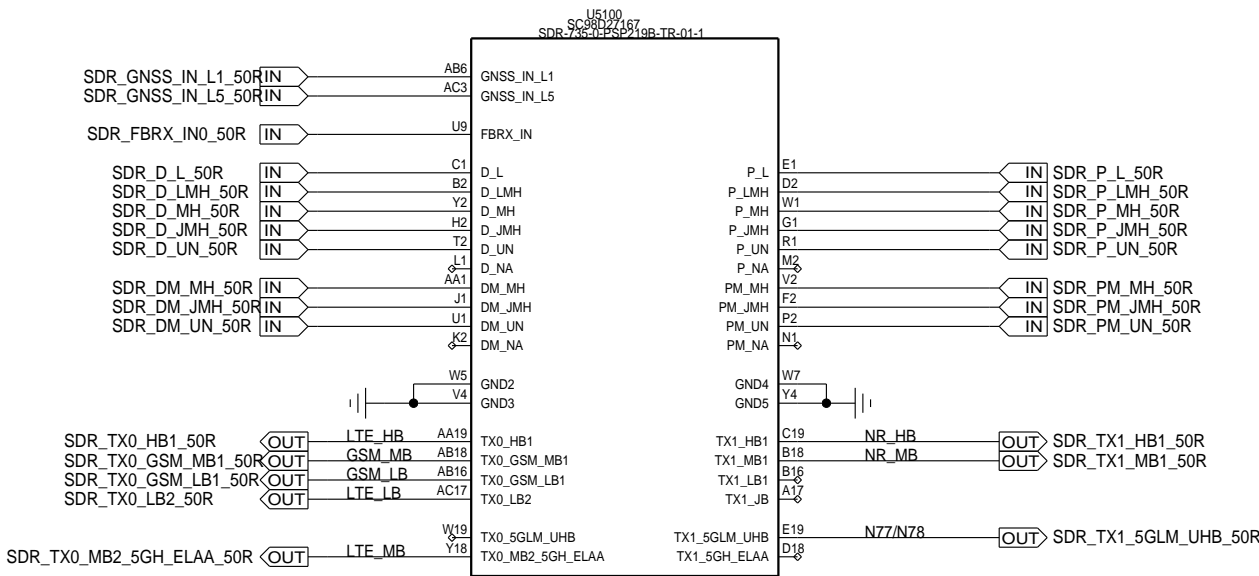 U5100
SC98D27167
SDR-735-0-PSP219B-TR-01-1
SDR_GNSS_IN_L1_50R IN AB6 GNSS_IN_L1
SDR_GNSS_IN_L5_50R IN AC3 GNSS_IN_L5
SDR_FBRX_IN0_50R IN U9 FBRX_IN
SDR_D_L_50R IN C1 D_L P_L E1 IN SDR_P_L_50R
SDR_D_LMH_50R IN B2 D_LMH P_LMH D2 IN SDR_P_LMH_50R
SDR_D_MH_50R IN Y2 D_MH P_MH W1 IN SDR_P_MH_50R
SDR_D_JMH_50R IN H2 D_JMH P_JMH G1 IN SDR_P_JMH_50R
SDR_D_UN_50R IN T2 D_UN P_UN R1 IN SDR_P_UN_50R
L1 D_NA P_NA M2
SDR_DM_MH_50R IN AA1 DM_MH PM_MH V2 IN SDR_PM_MH_50R
SDR_DM_JMH_50R IN J1 DM_JMH PM_JMH F2 IN SDR_PM_JMH_50R
SDR_DM_UN_50R IN U1 DM_UN PM_UN P2 IN SDR_PM_UN_50R
K2 DM_NA PM_NA N1
W5 GND2 GND4 W7
V4 GND3 GND5 Y4
SDR_TX0_HB1_50R OUT LTE_HB AA19 TX0_HB1 TX1_HB1 C19 NR_HB OUT SDR_TX1_HB1_50R
SDR_TX0_GSM_MB1_50R OUT GSM_MB AB18 TX0_GSM_MB1 TX1_MB1 B18 NR_MB OUT SDR_TX1_MB1_50R
SDR_TX0_GSM_LB1_50R OUT GSM_LB AB16 TX0_GSM_LB1 TX1_LB1 B16
SDR_TX0_LB2_50R OUT LTE_LB AC17 TX0_LB2 TX1_JB A17
W19 TX0_5GLM_UHB TX1_5GLM_UHB E19 N77/N78 OUT SDR_TX1_5GLM_UHB_50R
SDR_TX0_MB2_5GH_ELAA_50R OUT LTE_MB Y18 TX0_MB2_5GH_ELAA TX1_5GH_ELAA D18